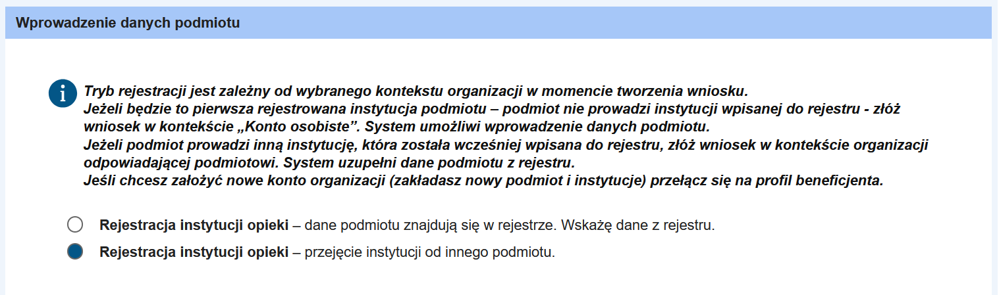 Wprowadzenie danych podmiotu
Tryb rejestracji jest zależny od wybranego kontekstu organizacji w momencie tworzenia wniosku.
Jeżeli będzie to pierwsza rejestrowana instytucja podmiotu – podmiot nie prowadzi instytucji wpisanej do rejestru - złóż
wniosek w kontekście „Konto osobiste”. System umożliwi wprowadzenie danych podmiotu.
Jeżeli podmiot prowadzi inną instytucję, która została wcześniej wpisana do rejestru, złóż wniosek w kontekście organizacji
odpowiadającej podmiotowi. System uzupełni dane podmiotu z rejestru.
Jeśli chcesz założyć nowe konto organizacji (zakładasz nowy podmiot i instytucje) przełącz się na profil beneficjenta.
Rejestracja instytucji opieki – dane podmiotu znajdują się w rejestrze. Wskażę dane z rejestru.
Rejestracja instytucji opieki – przejęcie instytucji od innego podmiotu.